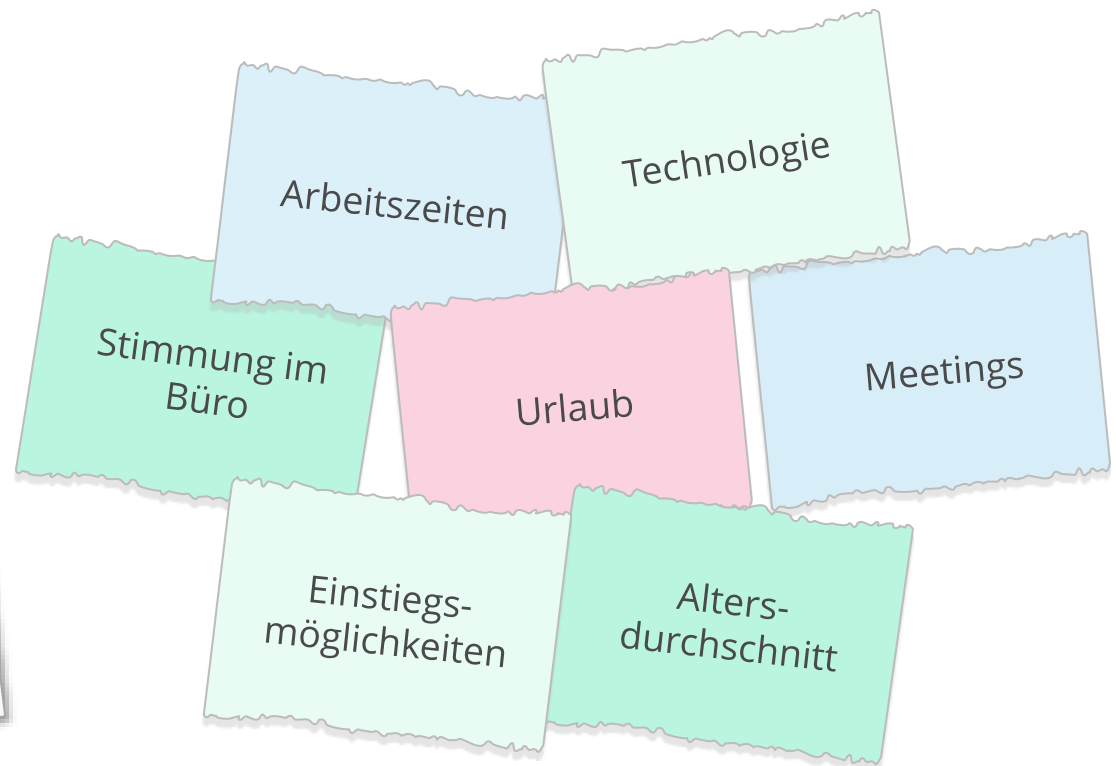 Technologie
Arbeitszeiten
Stimmung im
Büro
Urlaub
Meetings
Einstiegs-
möglichkeiten
Alters-
durchschnitt